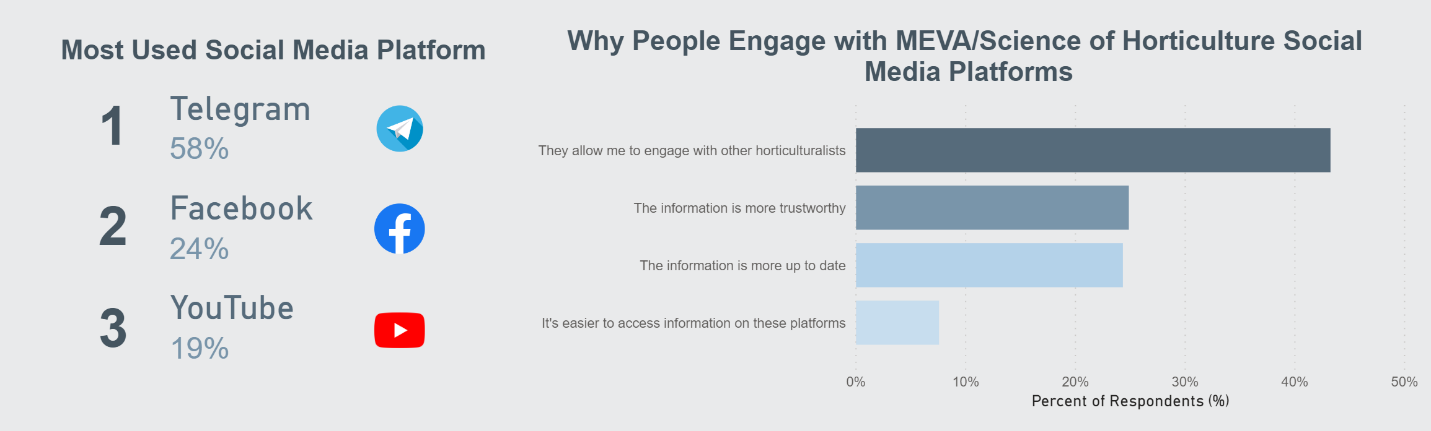 Most Used Social Media Platform
1
Telegram
58%
2
Facebook
24%
3
YouTube
19%
Why People Engage with MEVA/Science of Horticulture Social
Media Platforms
They allow me to engage with other horticulturalists
The information is more trustworthy
The information is more up to date
It's easier to access information on these platforms
0% 10% 20% 30% 40% 50%
Percent of Respondents (%)